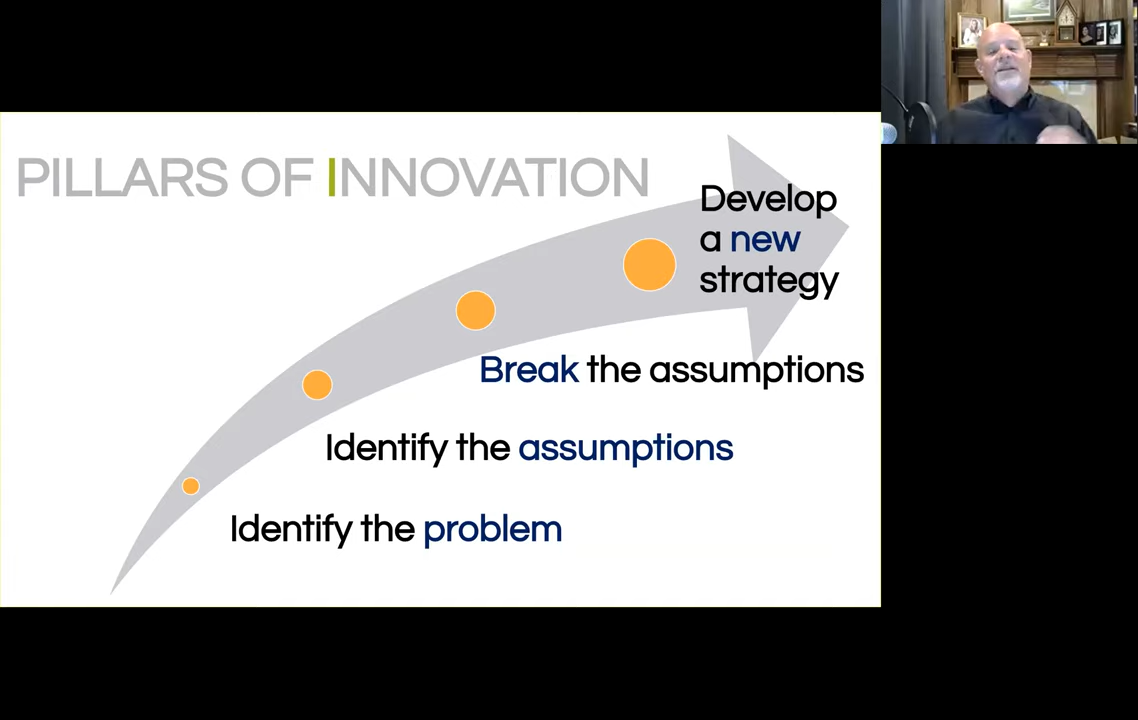 PILLARS OF INNOVATION
Develop
a new
strategy
Break the assumptions
Identify the assumptions
Identify the problem